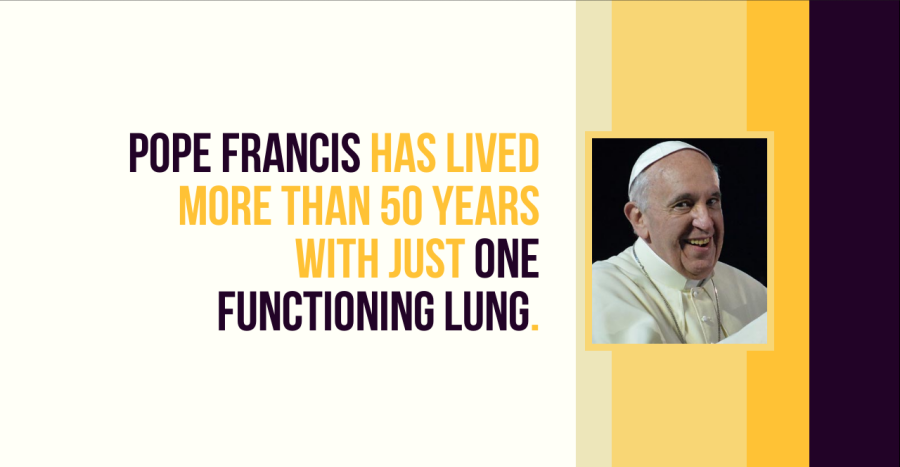 POPE FRANCIS HAS LIVED
MORE THAN 50 YEARS
WITH JUST ONE
FUNCTIONING LUNG.